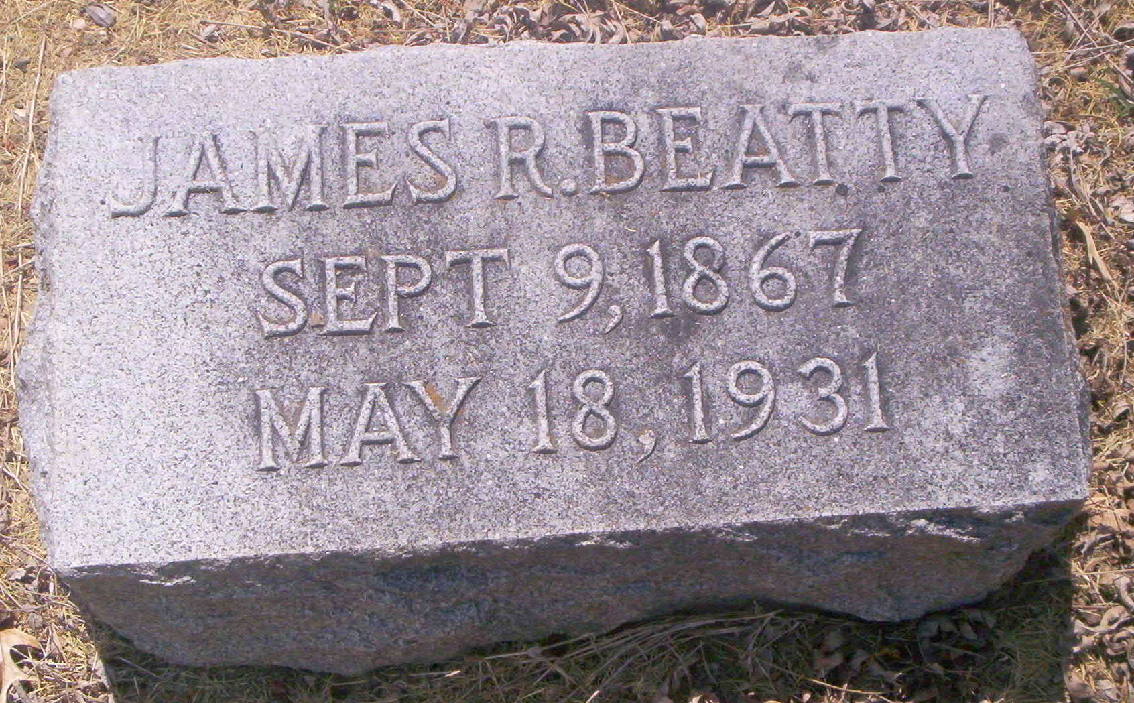 JAMES R. BEATTY
SEPT 9, 1867
MAY 18, 1931